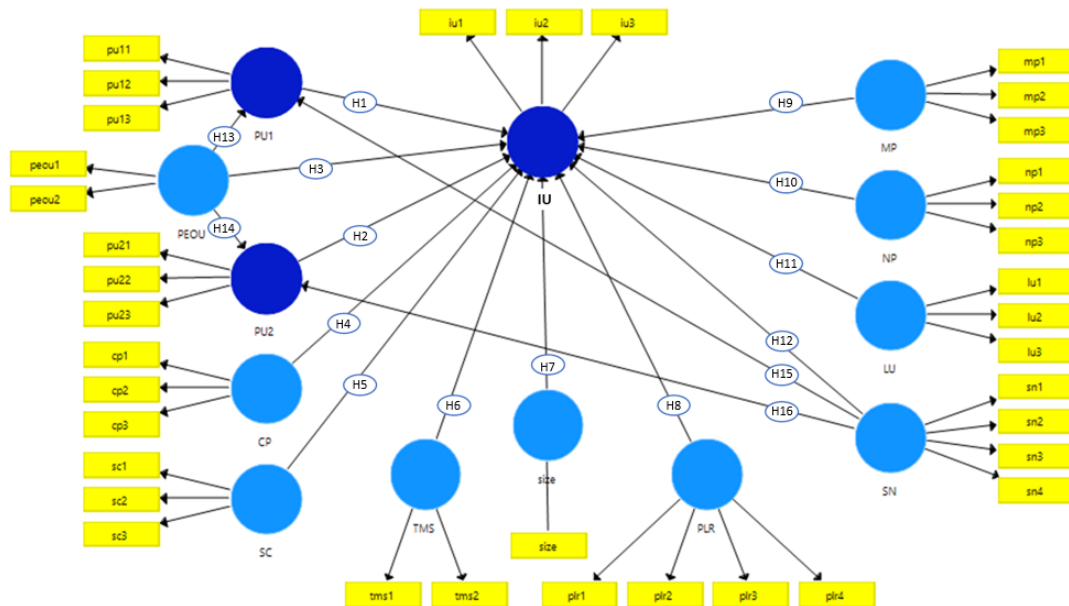 iu1
iu2
iu3
pu11
pu12
pu13
PU1
H1
H13
peou1
peou2
PEOU
H3
H14
IU
pu21
pu22
pu23
PU2
H2
cp1
cp2
cp3
CP
H4
sc1
sc2
sc3
SC
H5
H6
TMS
tms1
tms2
H7
size
size
H8
PLR
plr1
plr2
plr3
plr4
H9
MP
mp1
mp2
mp3
H10
NP
np1
np2
np3
H11
LU
lu1
lu2
lu3
H12
H15
H16
SN
sn1
sn2
sn3
sn4